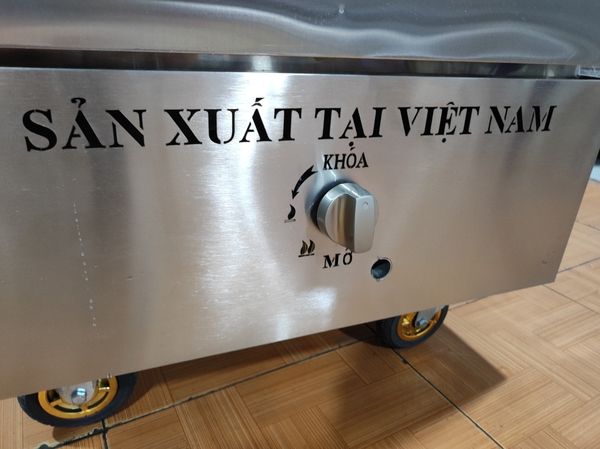 SẢN XUẤT TẠI VIỆT NAM
KHÓA
MỞ